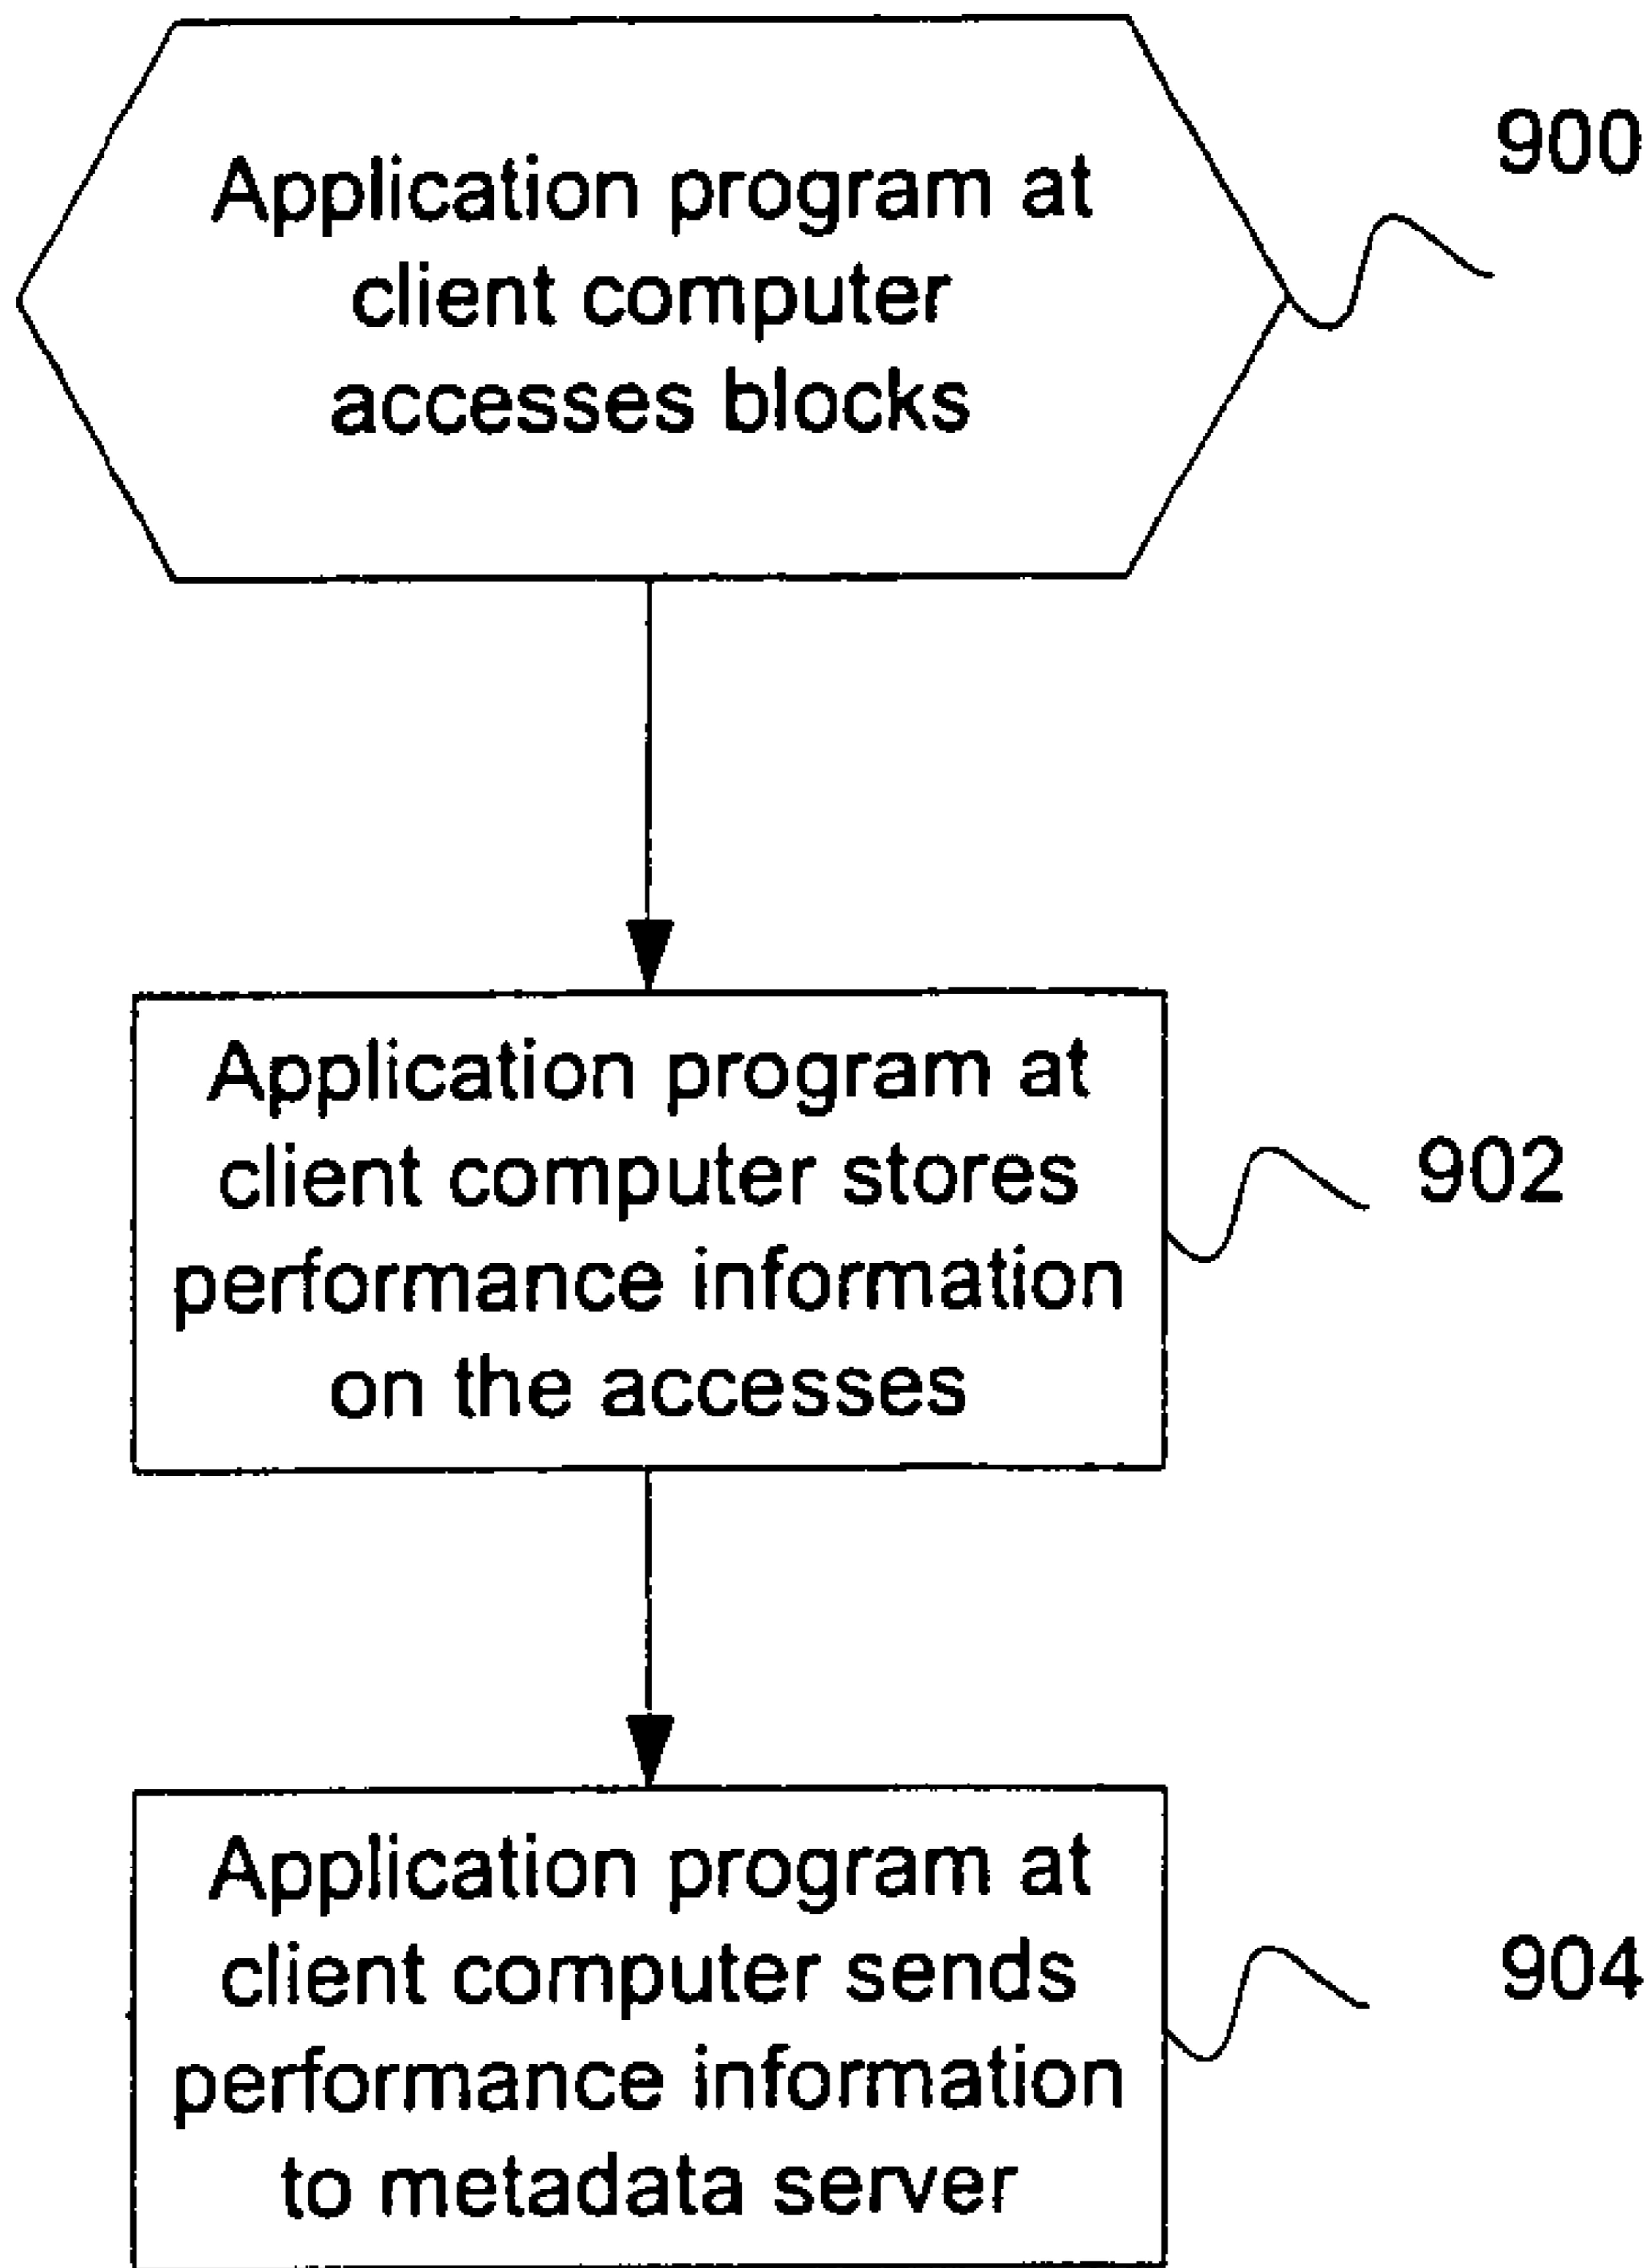 900
Application program at
client computer
accesses blocks
Application program at
client computer stores
performance information
on the accesses
902
Application program at
client computer sends
performance information
to metadata server
904